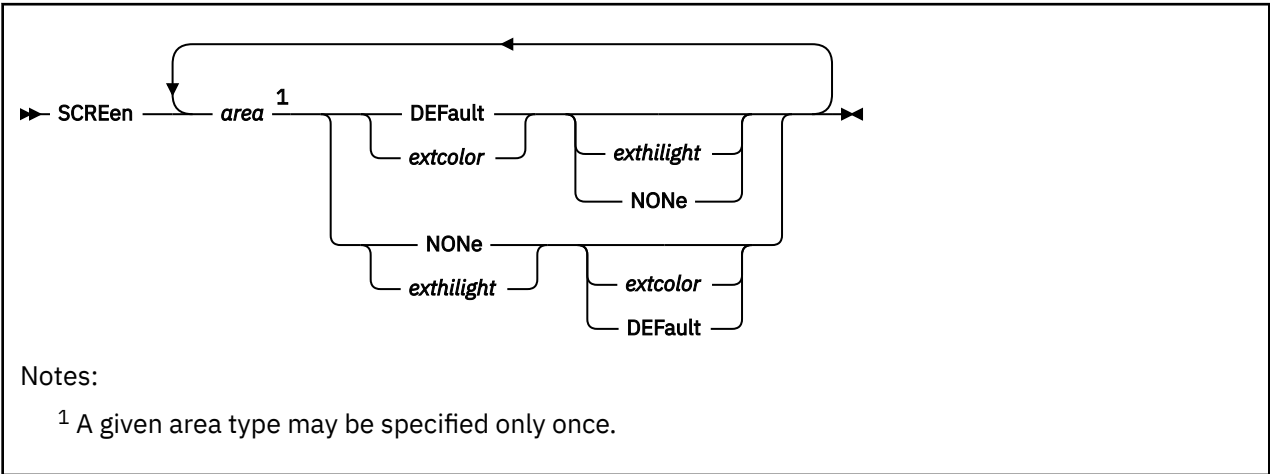 SCREen area 1 DEFault
extcolor exthilight
NONe
NONe
exthilight extcolor
DEFault
Notes:
1 A given area type may be specified only once.